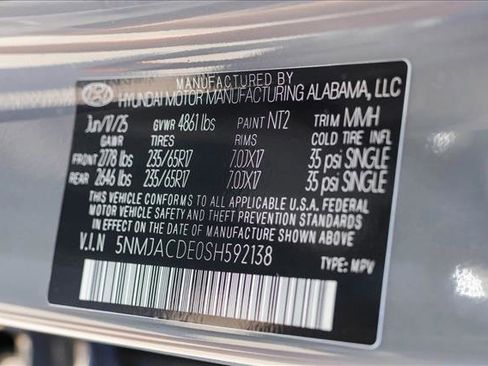 MANUFACTURED BY
HYUNDAI MOTOR MANUFACTURING ALABAMA, LLC
Jun/17/25 GVWR 4861 lbs PAINT NT2 TRIM MMH
GAWR TIRES RIMS COLD TIRE INFL
FRONT 2778 lbs 235/65R17 7.0JX17 35 psi SINGLE
REAR 2646 lbs 235/65R17 7.0JX17 35 psi SINGLE
THIS VEHICLE CONFORMS TO ALL APPLICABLE U.S.A. FEDERAL
MOTOR VEHICLE SAFETY AND THEFT PREVENTION STANDARDS
IN EFFECT ON THE DATE OF MANUFACTURE SHOWN ABOVE
V.I.N 5NMJACDE0SH592138
TYPE: MPV